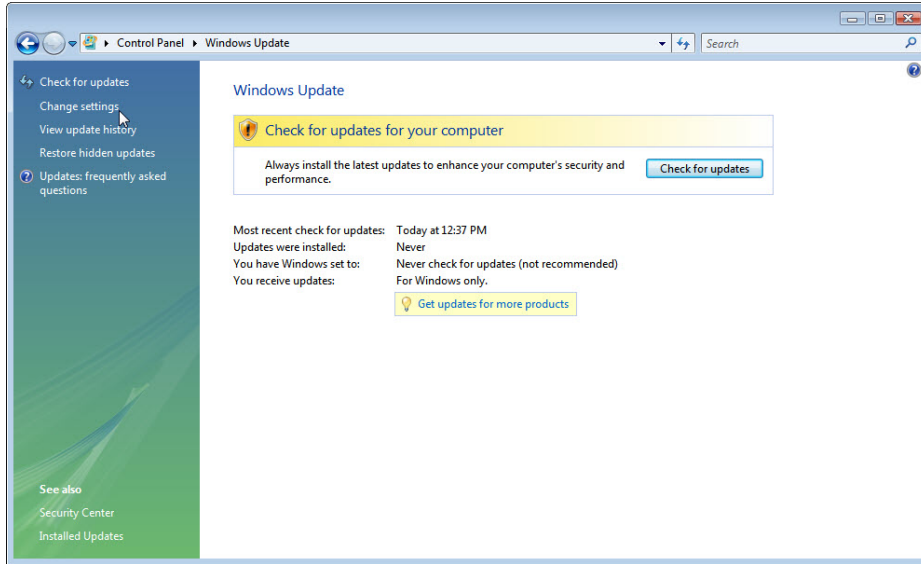 Control Panel Windows Update
Search
Check for updates
Change settings
View update history
Restore hidden updates
Updates: frequently asked
questions
See also
Security Center
Installed Updates
Windows Update
Check for updates for your computer
Always install the latest updates to enhance your computer's security and
performance.
Check for updates
Most recent check for updates: Today at 12:37 PM
Updates were installed: Never
You have Windows set to: Never check for updates (not recommended)
You receive updates: For Windows only.
Get updates for more products